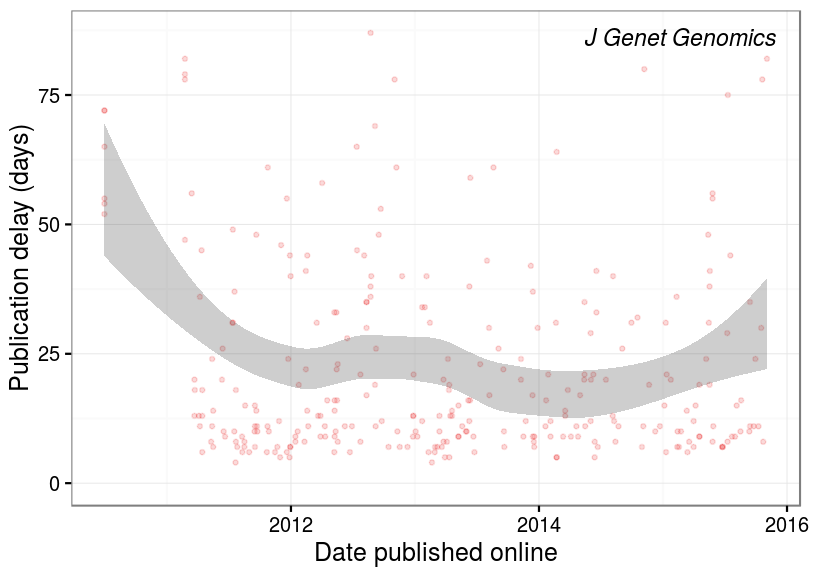 J Genet Genomics
Publication delay (days)
75
50
25
0
2012
2014
2016
Date published online